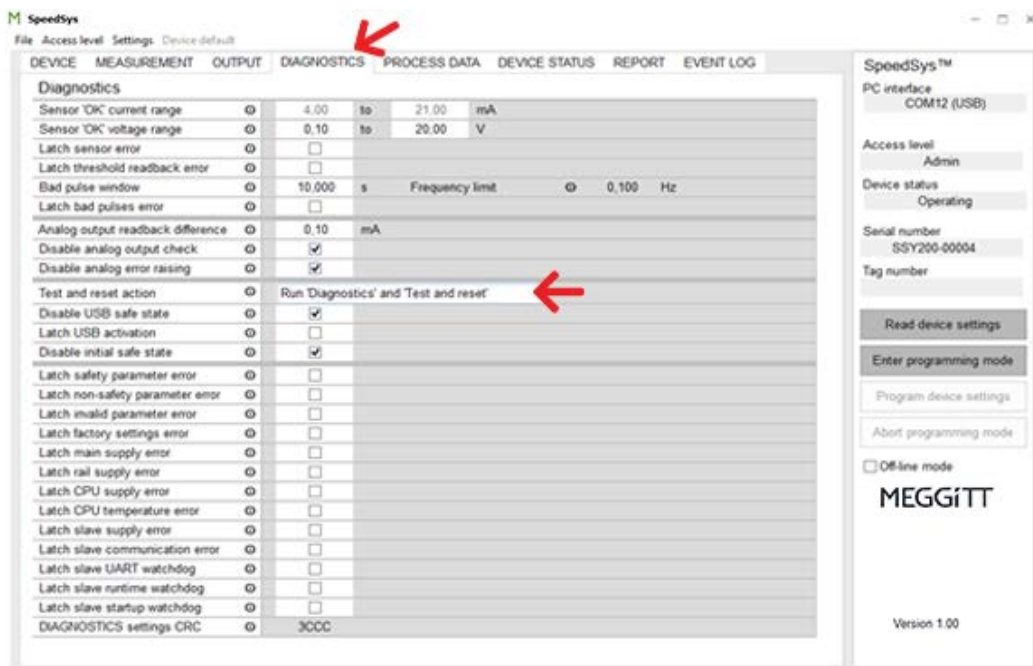 M SpeedSys
File Access level Settings Device default
DEVICE MEASUREMENT OUTPUT DIAGNOSTICS PROCESS DATA DEVICE STATUS REPORT EVENT LOG
Diagnostics
Sensor 'OK' current range 4.00 to 21.00 mA
Sensor 'OK' voltage range 0,10 to 20,00 V
Latch sensor error
Latch threshold readback error
Bad pulse window 10,000 s Frequency limit 0,100 Hz
Latch bad pulses error
Analog output readback difference 0,10 mA
Disable analog output check
Disable analog error raising
Test and reset action Run 'Diagnostics' and 'Test and reset'
Disable USB safe state
Latch USB activation
Disable initial safe state
Latch safety parameter error
Latch non-safety parameter error
Latch invalid parameter error
Latch factory settings error
Latch main supply error
Latch rail supply error
Latch CPU supply error
Latch CPU temperature error
Latch slave supply error
Latch slave communication error
Latch slave UART watchdog
Latch slave runtime watchdog
Latch slave startup watchdog
DIAGNOSTICS settings CRC 3CCC
SpeedSys™
PC interface
COM12 (USB)
Access level
Admin
Device status
Operating
Serial number
SSY200-00004
Tag number
Read device settings
Enter programming mode
Program device settings
Abort programming mode
Off-line mode
MEGGiTT
Version 1.00